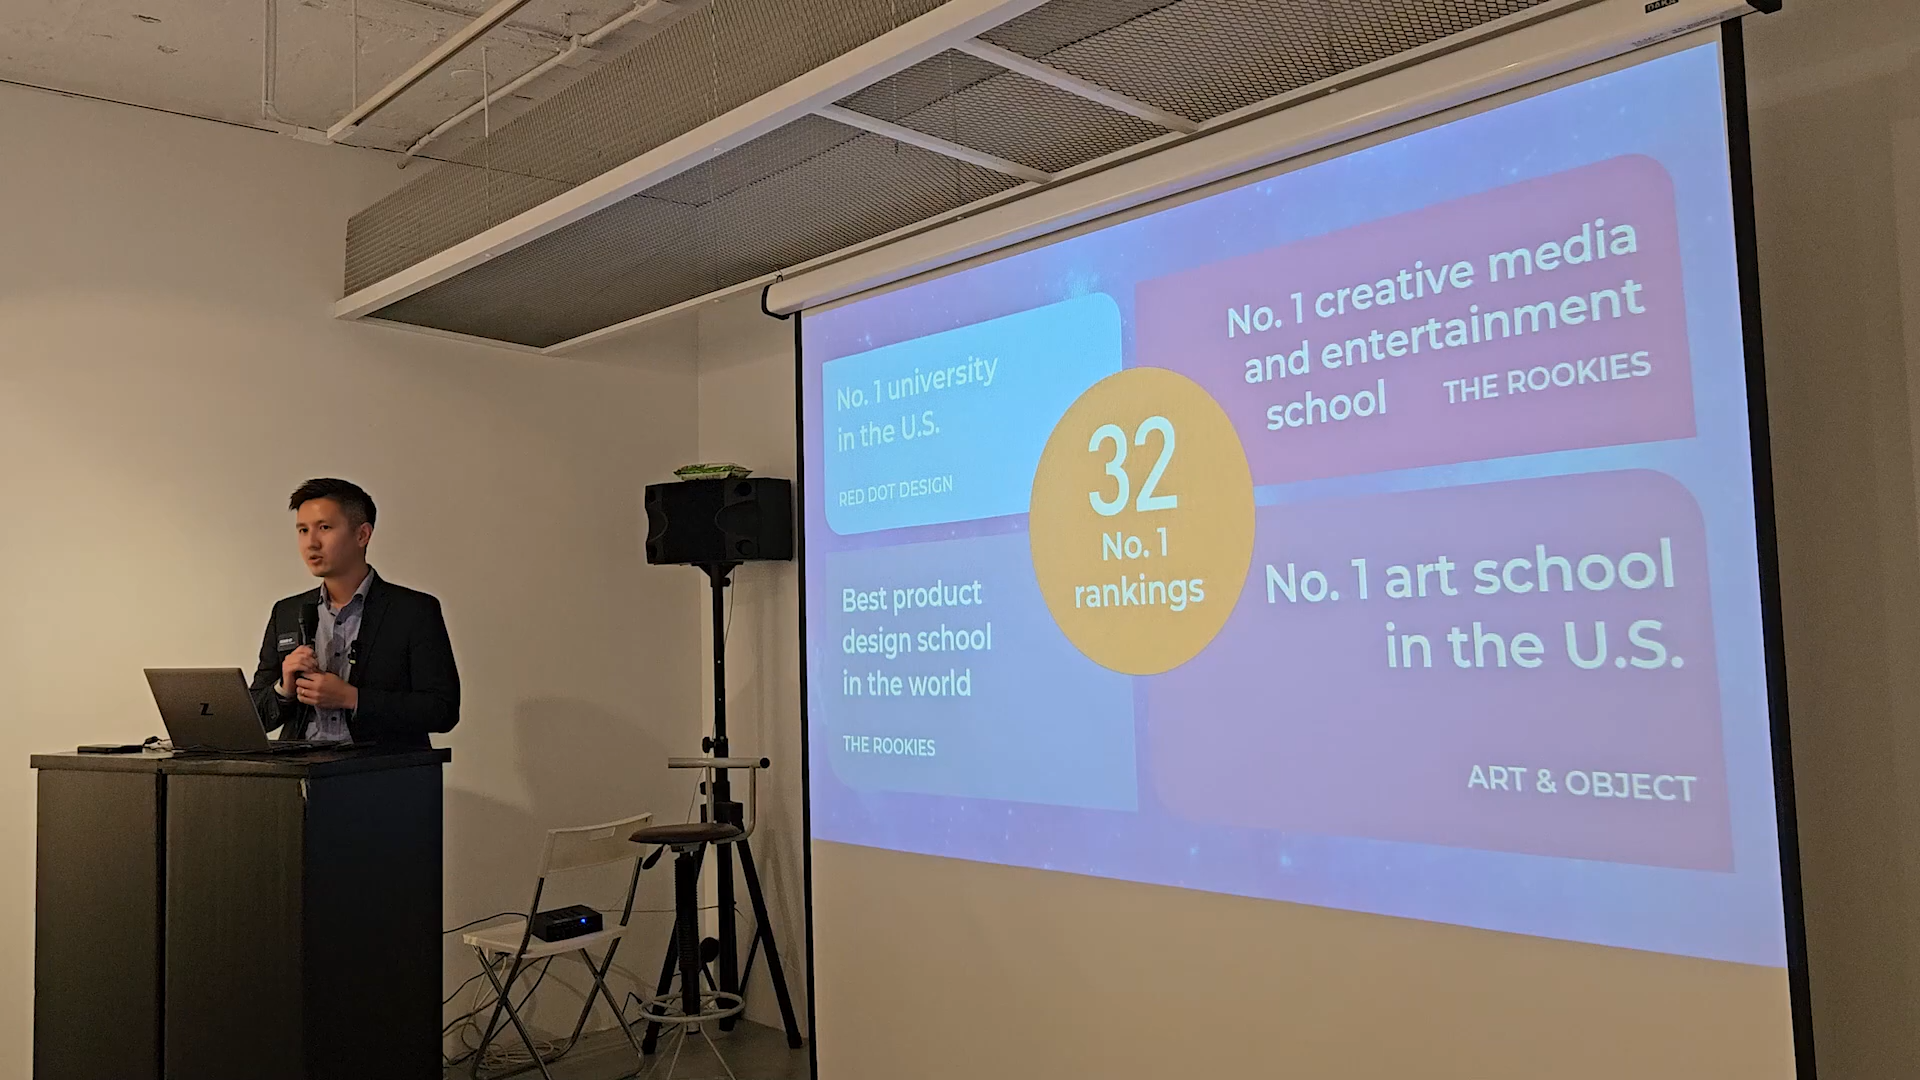 No. 1 university
in the U.S.
RED DOT DESIGN
No. 1 creative media
and entertainment
school
THE ROOKIES
32
No. 1
rankings
Best product
design school
in the world
THE ROOKIES
No. 1 art school
in the U.S.
ART & OBJECT